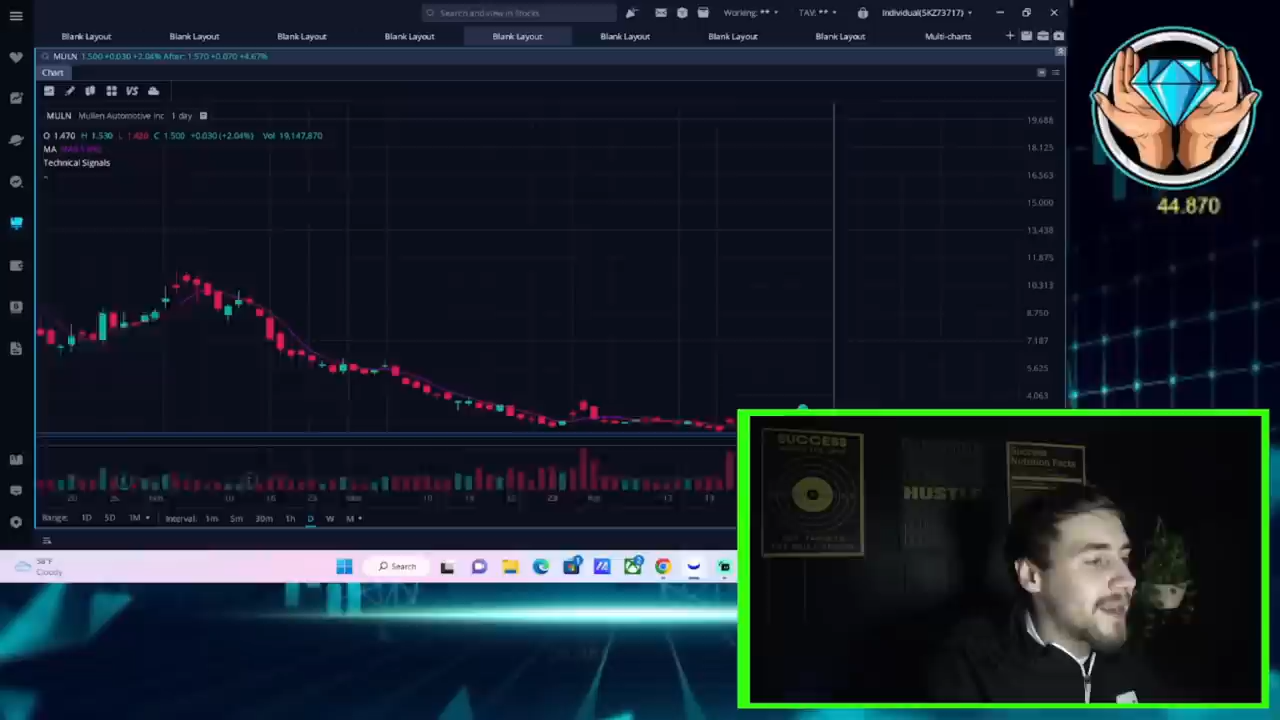 Search and view in Stocks
Working: ** TAV: ** Individual(SKZ73717)
Blank Layout Blank Layout Blank Layout Blank Layout Blank Layout Blank Layout Blank Layout Blank Layout Multi-charts
MULN 1.500 +0.030 +2.04% After: 1.570 +0.070 +4.67%
Chart
VS
MULN Mullen Automotive Inc 1 day
O 1.470 H 1.530 L C 1.500 +0.030 (+2.04%) Vol 19,147,870
MA
Technical Signals
19.688
18.125
16.563
15.000
13.438
11.875
10.313
8.750
7.187
5.625
4.063
44.870
Range: 1D 5D 1M Interval: 1m 5m 30m 1h D W M
Cloudy
Search
SUCCESS
HUSTLE
Success
Nutrition Facts